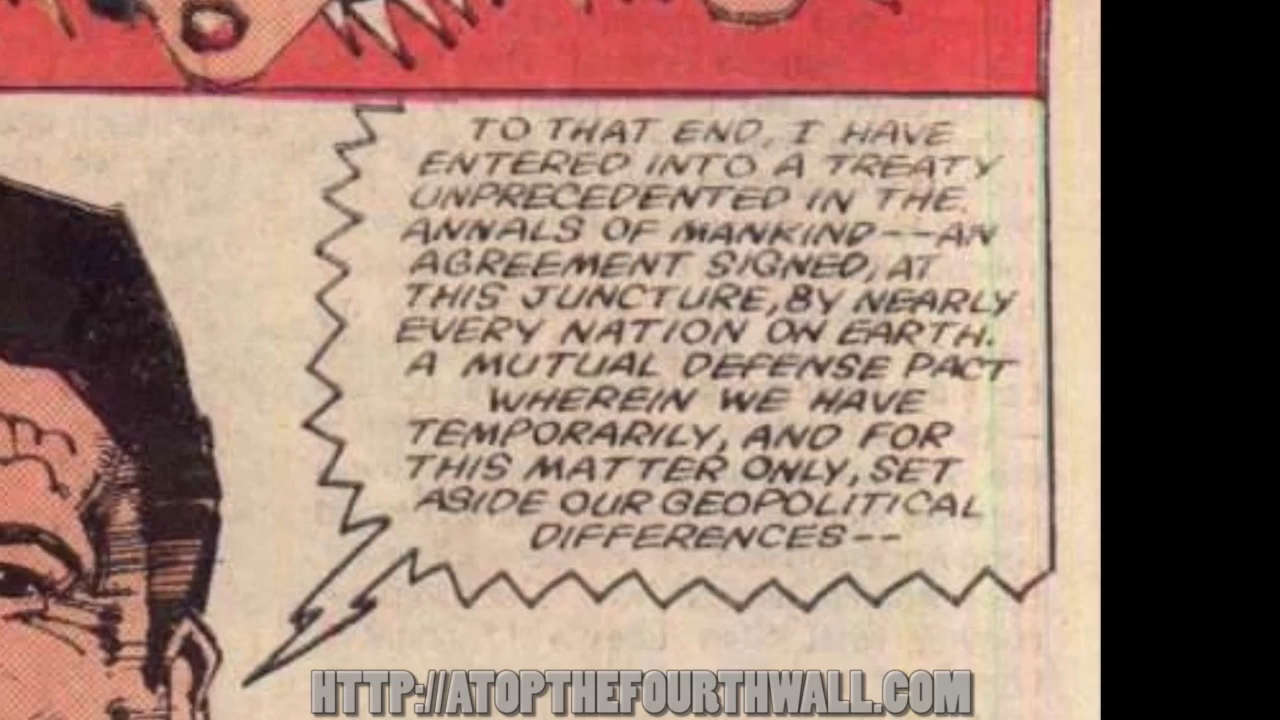 TO THAT END, I HAVE
ENTERED INTO A TREATY
UNPRECEDENTED IN THE
ANNALS OF MANKIND--AN
AGREEMENT SIGNED, AT
THIS JUNCTURE, BY NEARLY
EVERY NATION ON EARTH.
A MUTUAL DEFENSE PACT
WHEREIN WE HAVE
TEMPORARILY, AND FOR
THIS MATTER ONLY, SET
ASIDE OUR GEOPOLITICAL
DIFFERENCES--
HTTP://ATOPTHEFOURTHWALL.COM